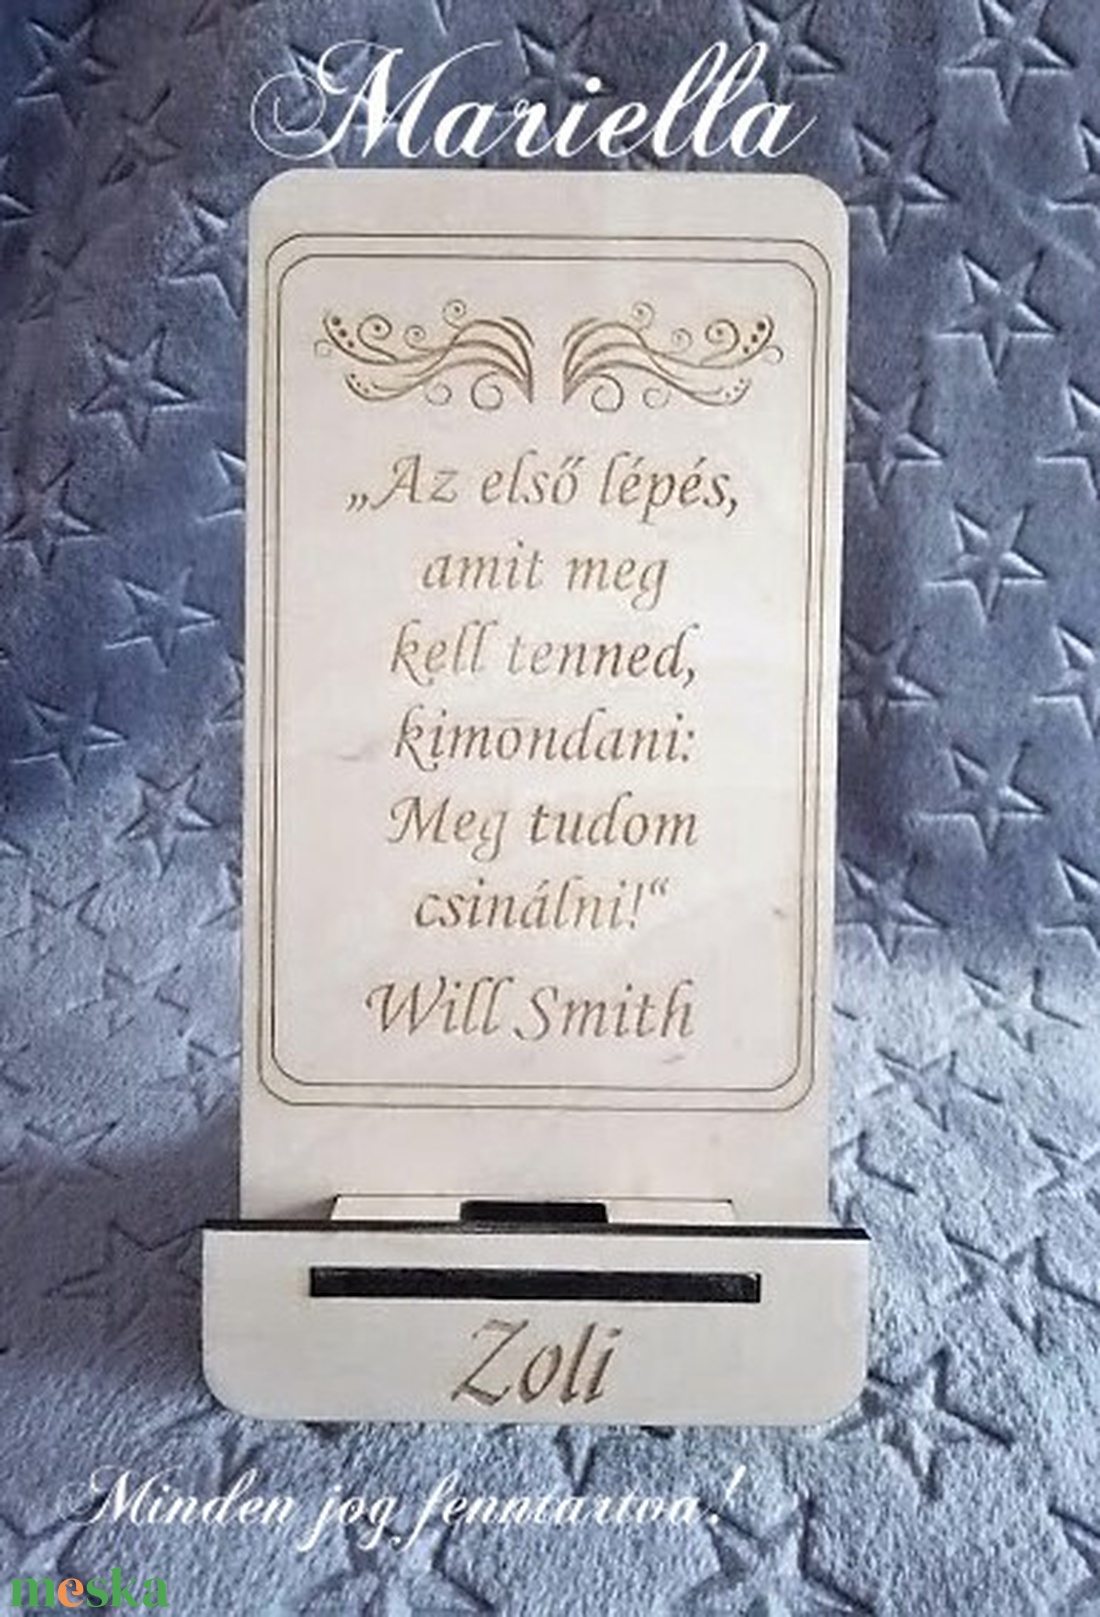 Mariella
„Az első lépés,
amit meg
kell tenned,
kimondani:
Meg tudom
csinálni!“
Will Smith
Zoli
Minden jog fenntartva!
meska